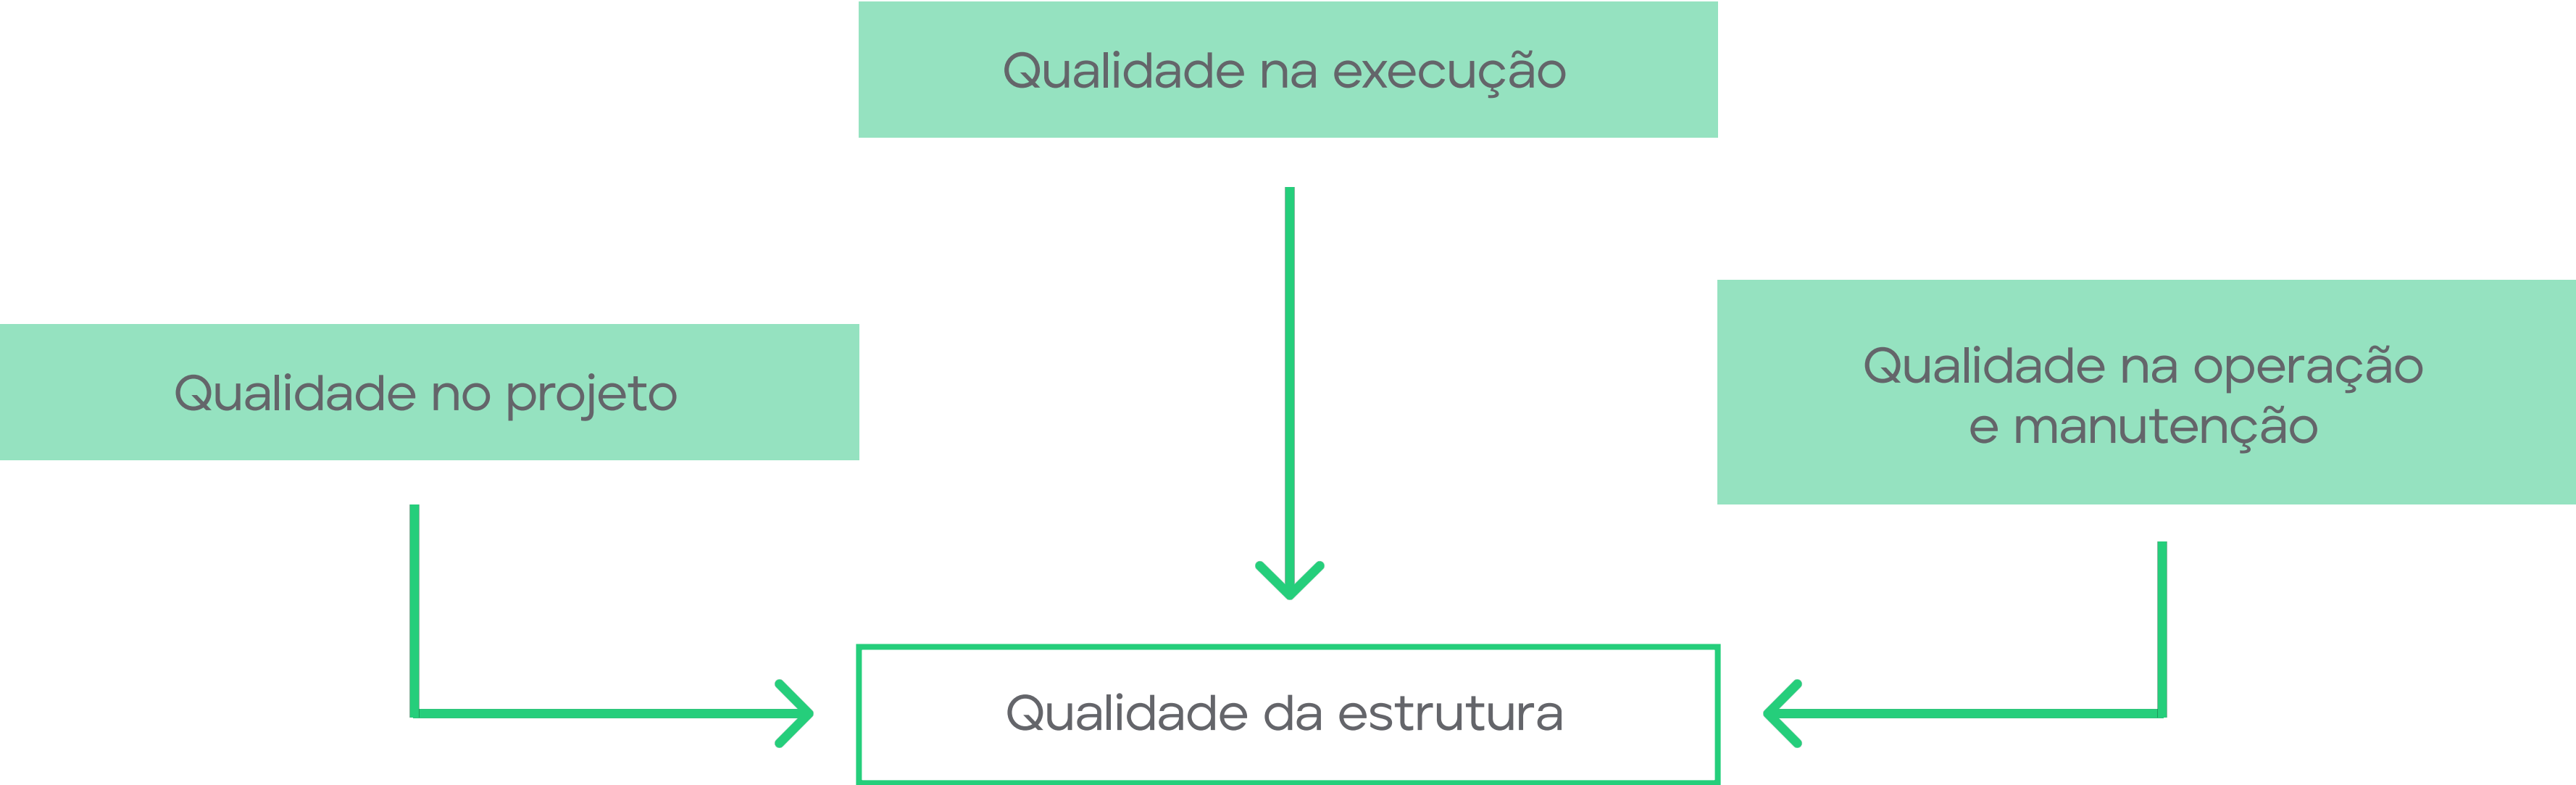 Qualidade na execução
Qualidade no projeto
Qualidade na operação
e manutenção
Qualidade da estrutura